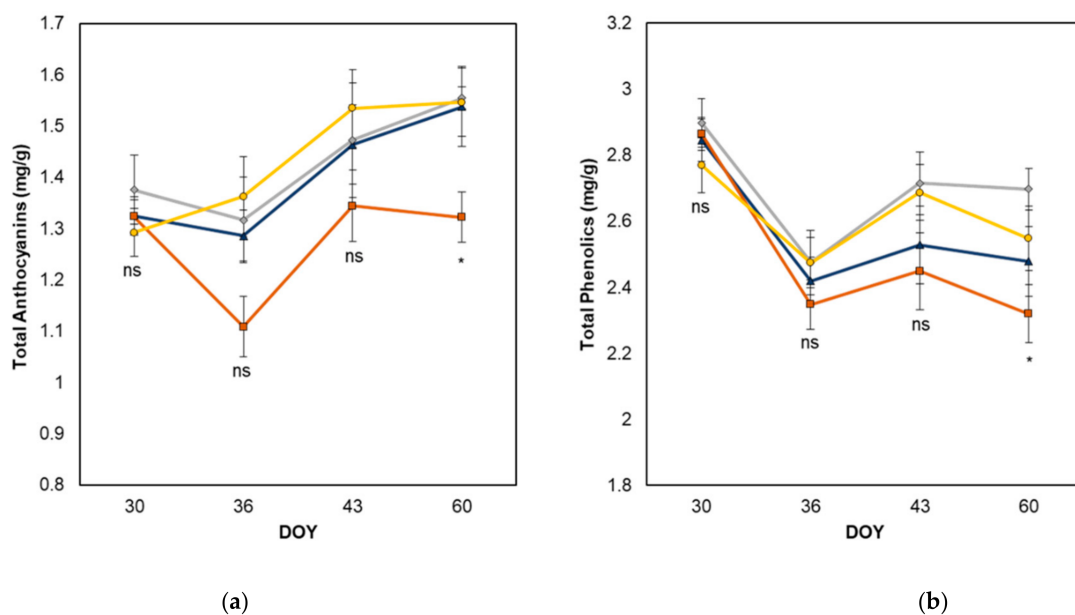 Total Anthocyanins (mg/g)
1.7
1.6
1.5
1.4
1.3
1.2
1.1
1
0.9
0.8
ns
ns
ns
*
30 36 43 60
DOY
(a)
Total Phenolics (mg/g)
3.2
3
2.8
2.6
2.4
2.2
2
1.8
ns
ns
ns
*
30 36 43 60
DOY
(b)